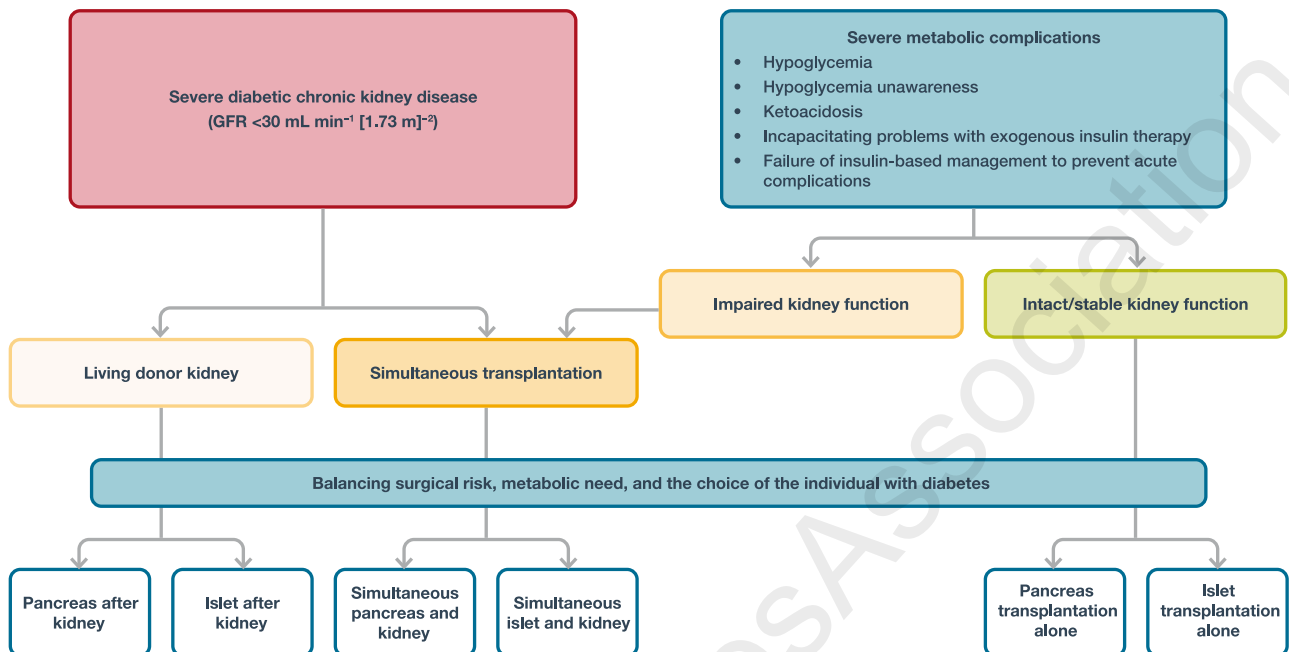 Severe diabetic chronic kidney disease
(GFR <30 mL min⁻¹ [1.73 m]⁻²)
Severe metabolic complications
• Hypoglycemia
• Hypoglycemia unawareness
• Ketoacidosis
• Incapacitating problems with exogenous insulin therapy
• Failure of insulin-based management to prevent acute
complications
Impaired kidney function
Intact/stable kidney function
Living donor kidney
Simultaneous transplantation
Balancing surgical risk, metabolic need, and the choice of the individual with diabetes
Pancreas after
kidney
Islet after
kidney
Simultaneous
pancreas and
kidney
Simultaneous
islet and kidney
Pancreas
transplantation
alone
Islet
transplantation
alone
Association